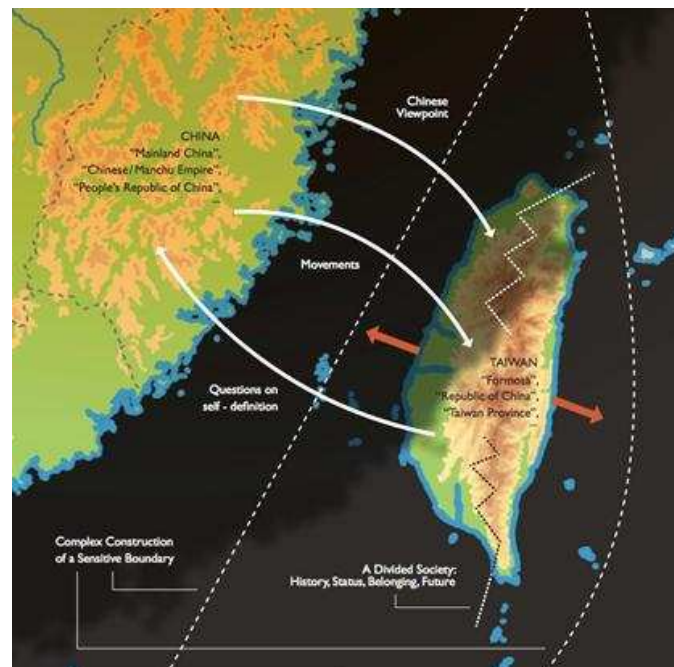 Chinese
Viewpoint
CHINA
“Mainland China”,
“Chinese/Manchu Empire”,
“People's Republic of China”,
...
Movements
TAIWAN
“Formosa”,
“Republic of China”,
“Taiwan Province”,
...
Questions on
self - definition
Complex Construction
of a Sensitive Boundary
A Divided Society:
History, Status, Belonging, Future